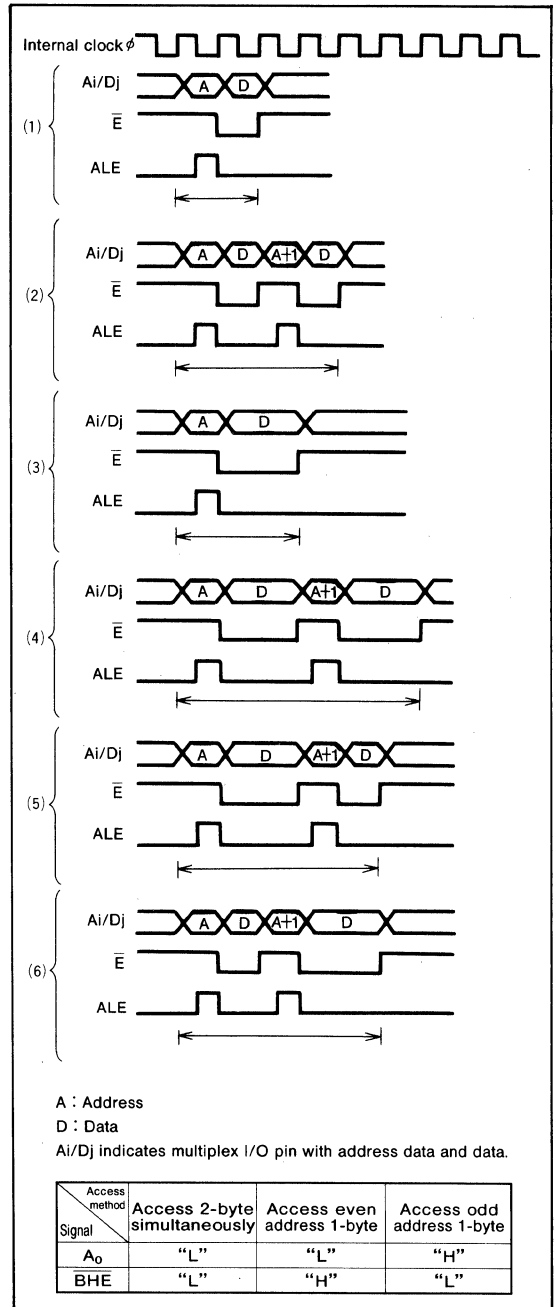 Internal clock ϕ
(1)
Ai/Dj A D
E̅
ALE
(2)
Ai/Dj A D A+1 D
E̅
ALE
(3)
Ai/Dj A D
E̅
ALE
(4)
Ai/Dj A D A+1 D
E̅
ALE
(5)
Ai/Dj A D A+1 D
E̅
ALE
(6)
Ai/Dj A D A+1 D
E̅
ALE
A : Address
D : Data
Ai/Dj indicates multiplex I/O pin with address data and data.
Access method
Signal
Access 2-byte simultaneously
Access even address 1-byte
Access odd address 1-byte
A₀ “L” “L” “H”
B̅H̅E̅ “L” “H” “L”